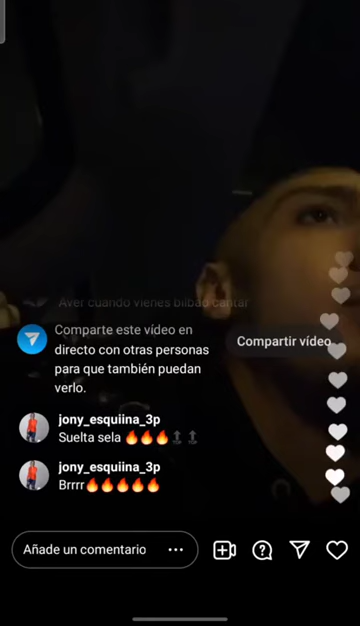 Aver cuando vienes bilbao cantar
Comparte este vídeo en
directo con otras personas
para que también puedan
verlo.
Compartir vídeo
jony_esquiina_3p
Suelta sela 🔥🔥🔥
jony_esquiina_3p
Brrrr🔥🔥🔥🔥🔥
Añade un comentario